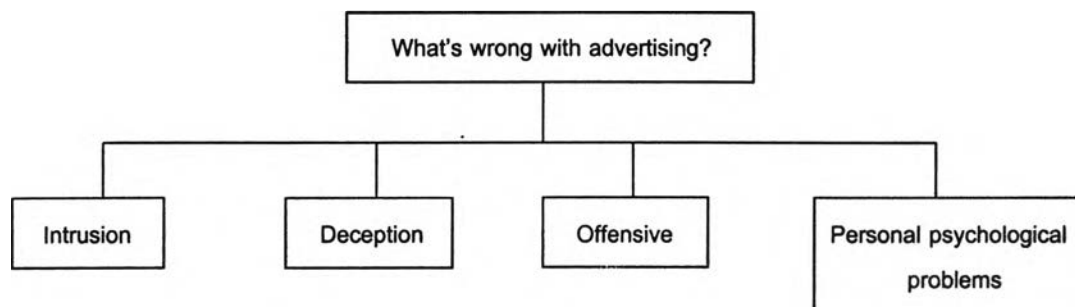 What's wrong with advertising?
Intrusion
Deception
Offensive
Personal psychological
problems